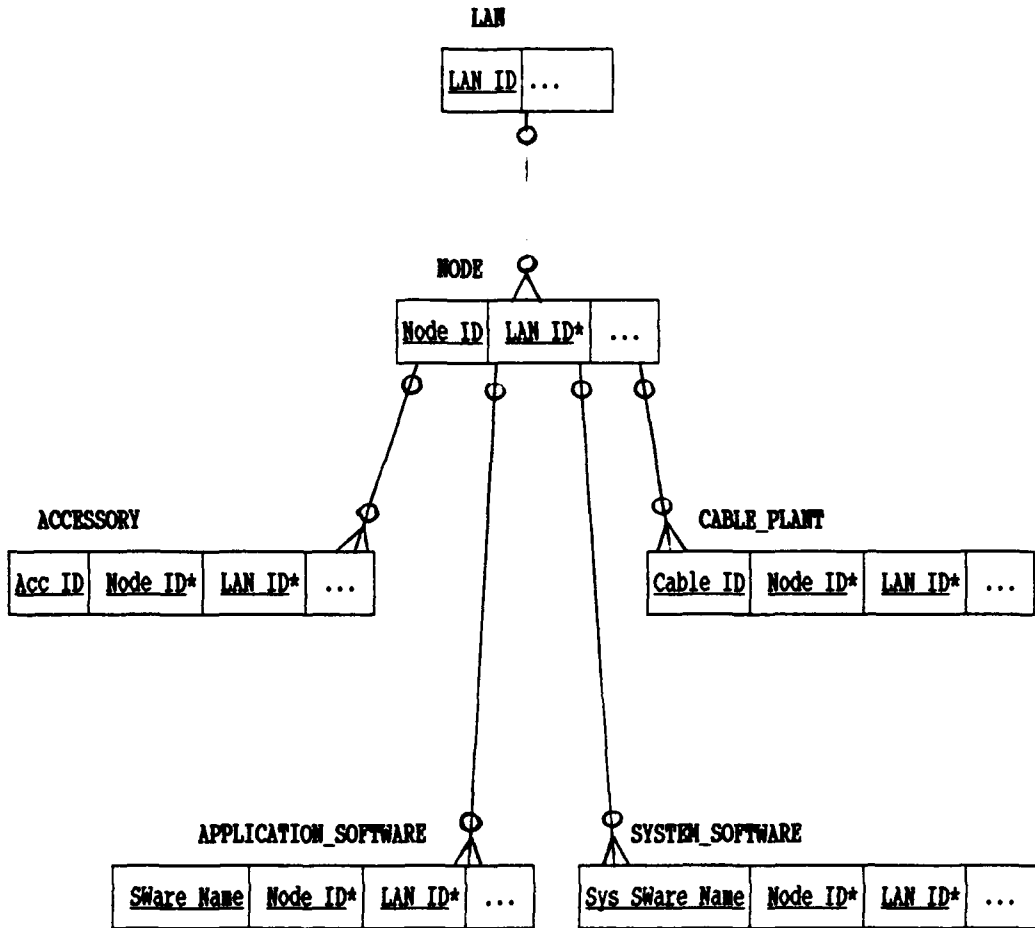 LAN
LAN ID ...
NODE
Node ID LAN ID* ...
ACCESSORY
Acc ID Node ID* LAN ID* ...
CABLE_PLANT
Cable ID Node ID* LAN ID* ...
APPLICATION_SOFTWARE
SWare Name Node ID* LAN ID* ...
SYSTEM_SOFTWARE
Sys SWare Name Node ID* LAN ID* ...